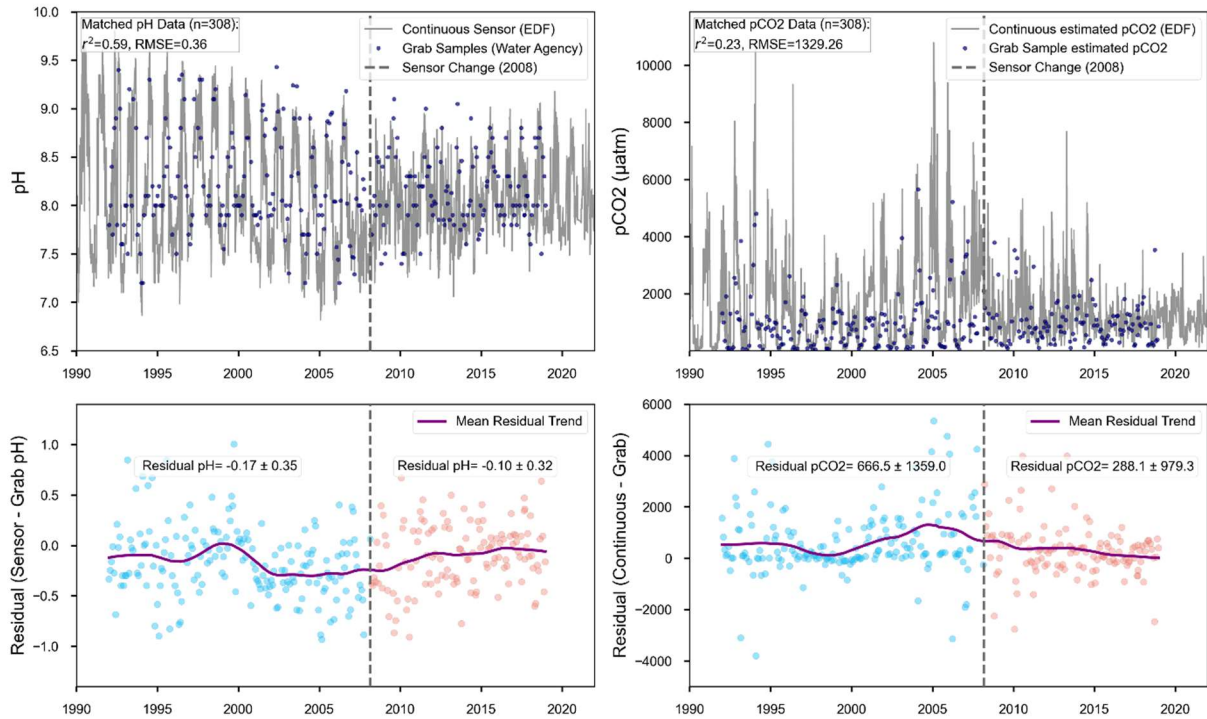 Matched pH Data (n=308):
r²=0.59, RMSE=0.36
Continuous Sensor (EDF)
Grab Samples (Water Agency)
Sensor Change (2008)
10.0
9.5
9.0
8.5
8.0
7.5
7.0
6.5
pH
1990
1995
2000
2005
2010
2015
2020
Matched pCO2 Data (n=308):
r²=0.23, RMSE=1329.26
Continuous estimated pCO2 (EDF)
Grab Sample estimated pCO2
Sensor Change (2008)
10000
8000
6000
4000
2000
pCO2 (µatm)
1990
1995
2000
2005
2010
2015
2020
Mean Residual Trend
Residual pH= -0.17 ± 0.35
Residual pH= -0.10 ± 0.32
1.0
0.5
0.0
−0.5
−1.0
Residual (Sensor - Grab pH)
1990
1995
2000
2005
2010
2015
2020
Mean Residual Trend
Residual pCO2= 666.5 ± 1359.0
Residual pCO2= 288.1 ± 979.3
6000
4000
2000
0
−2000
−4000
Residual (Continuous - Grab)
1990
1995
2000
2005
2010
2015
2020